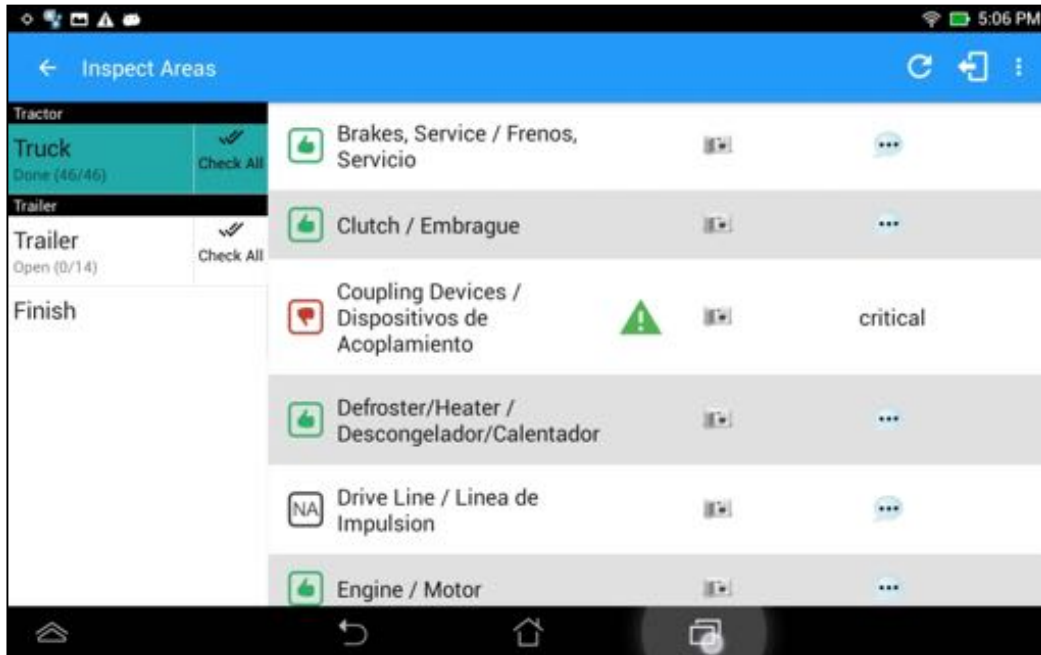 5:06 PM
Inspect Areas
Tractor
Truck
Done (46/46)
Check All
Trailer
Trailer
Open (0/14)
Check All
Finish
Brakes, Service / Frenos,
Servicio
Clutch / Embrague
Coupling Devices /
Dispositivos de
Acoplamiento
critical
Defroster/Heater /
Descongelador/Calentador
NA
Drive Line / Linea de
Impulsion
Engine / Motor